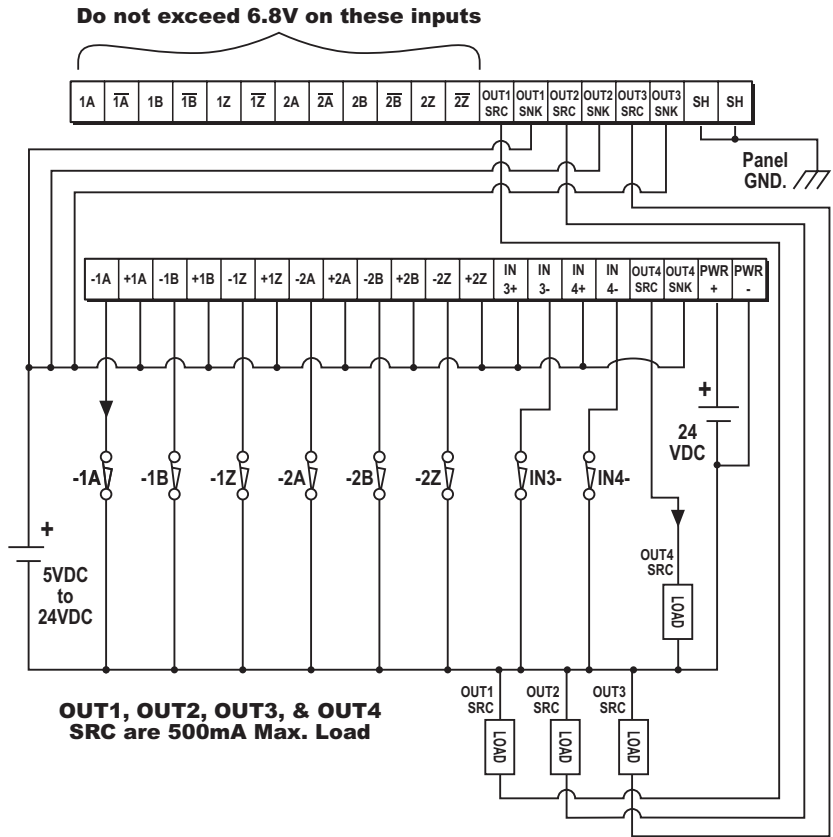 Do not exceed 6.8V on these inputs
1A 1A̅ 1B 1B̅ 1Z 1Z̅ 2A 2A̅ 2B 2B̅ 2Z 2Z̅ OUT1 SRC OUT1 SNK OUT2 SRC OUT2 SNK OUT3 SRC OUT3 SNK SH SH
Panel
GND.
-1A +1A -1B +1B -1Z +1Z -2A +2A -2B +2B -2Z +2Z IN 3+ IN 3- IN 4+ IN 4- OUT4 SRC OUT4 SNK PWR + PWR -
+
24
VDC
-1A -1B -1Z -2A -2B -2Z IN3- IN4-
+
5VDC
to
24VDC
OUT4
SRC
LOAD
OUT1, OUT2, OUT3, & OUT4
SRC are 500mA Max. Load
OUT1
SRC
LOAD
OUT2
SRC
LOAD
OUT3
SRC
LOAD